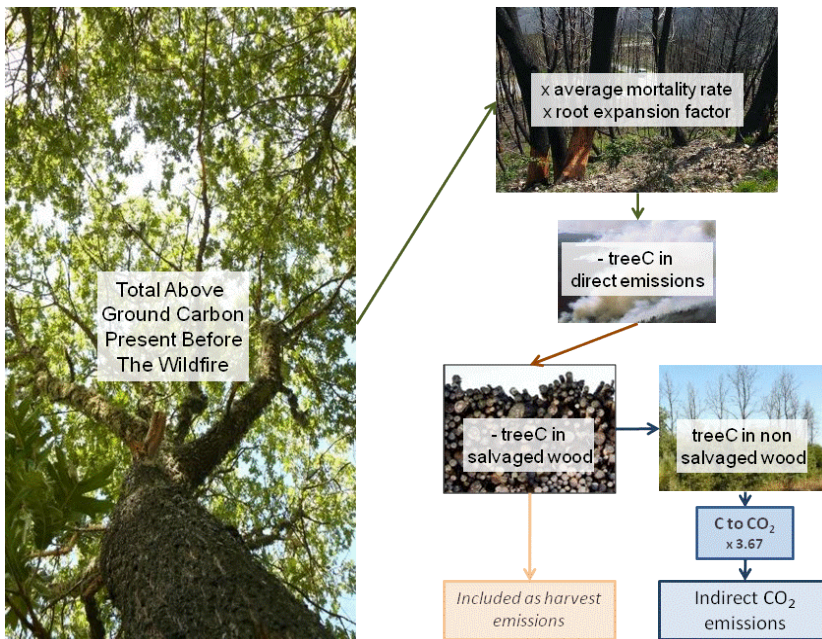 Total Above
Ground Carbon
Present Before
The Wildfire
x average mortality rate
x root expansion factor
- treeC in
direct emissions
- treeC in
salvaged wood
treeC in non
salvaged wood
C to CO₂
x 3.67
Included as harvest
emissions
Indirect CO₂
emissions